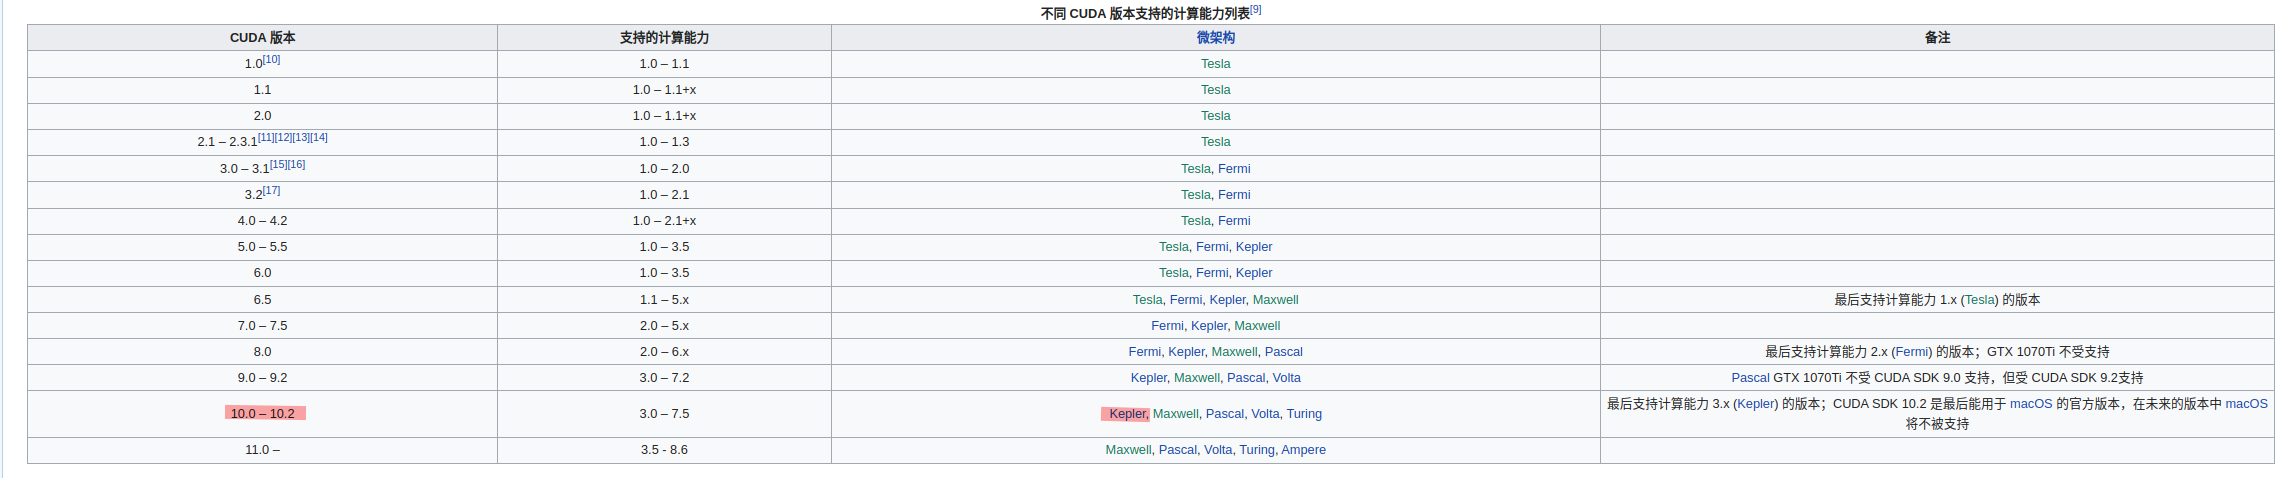 不同 CUDA 版本支持的计算能力列表[9]
CUDA 版本 支持的计算能力 微架构 备注
1.0[10] 1.0 – 1.1 Tesla
1.1 1.0 – 1.1+x Tesla
2.0 1.0 – 1.1+x Tesla
2.1 – 2.3.1[11][12][13][14] 1.0 – 1.3 Tesla
3.0 – 3.1[15][16] 1.0 – 2.0 Tesla, Fermi
3.2[17] 1.0 – 2.1 Tesla, Fermi
4.0 – 4.2 1.0 – 2.1+x Tesla, Fermi
5.0 – 5.5 1.0 – 3.5 Tesla, Fermi, Kepler
6.0 1.0 – 3.5 Tesla, Fermi, Kepler
6.5 1.1 – 5.x Tesla, Fermi, Kepler, Maxwell 最后支持计算能力 1.x (Tesla) 的版本
7.0 – 7.5 2.0 – 5.x Fermi, Kepler, Maxwell
8.0 2.0 – 6.x Fermi, Kepler, Maxwell, Pascal 最后支持计算能力 2.x (Fermi) 的版本；GTX 1070Ti 不受支持
9.0 – 9.2 3.0 – 7.2 Kepler, Maxwell, Pascal, Volta Pascal GTX 1070Ti 不受 CUDA SDK 9.0 支持，但受 CUDA SDK 9.2支持
10.0 – 10.2 3.0 – 7.5 Kepler, Maxwell, Pascal, Volta, Turing 最后支持计算能力 3.x (Kepler) 的版本；CUDA SDK 10.2 是最后能用于 macOS 的官方版本，在未来的版本中 macOS
将不被支持
11.0 – 3.5 - 8.6 Maxwell, Pascal, Volta, Turing, Ampere